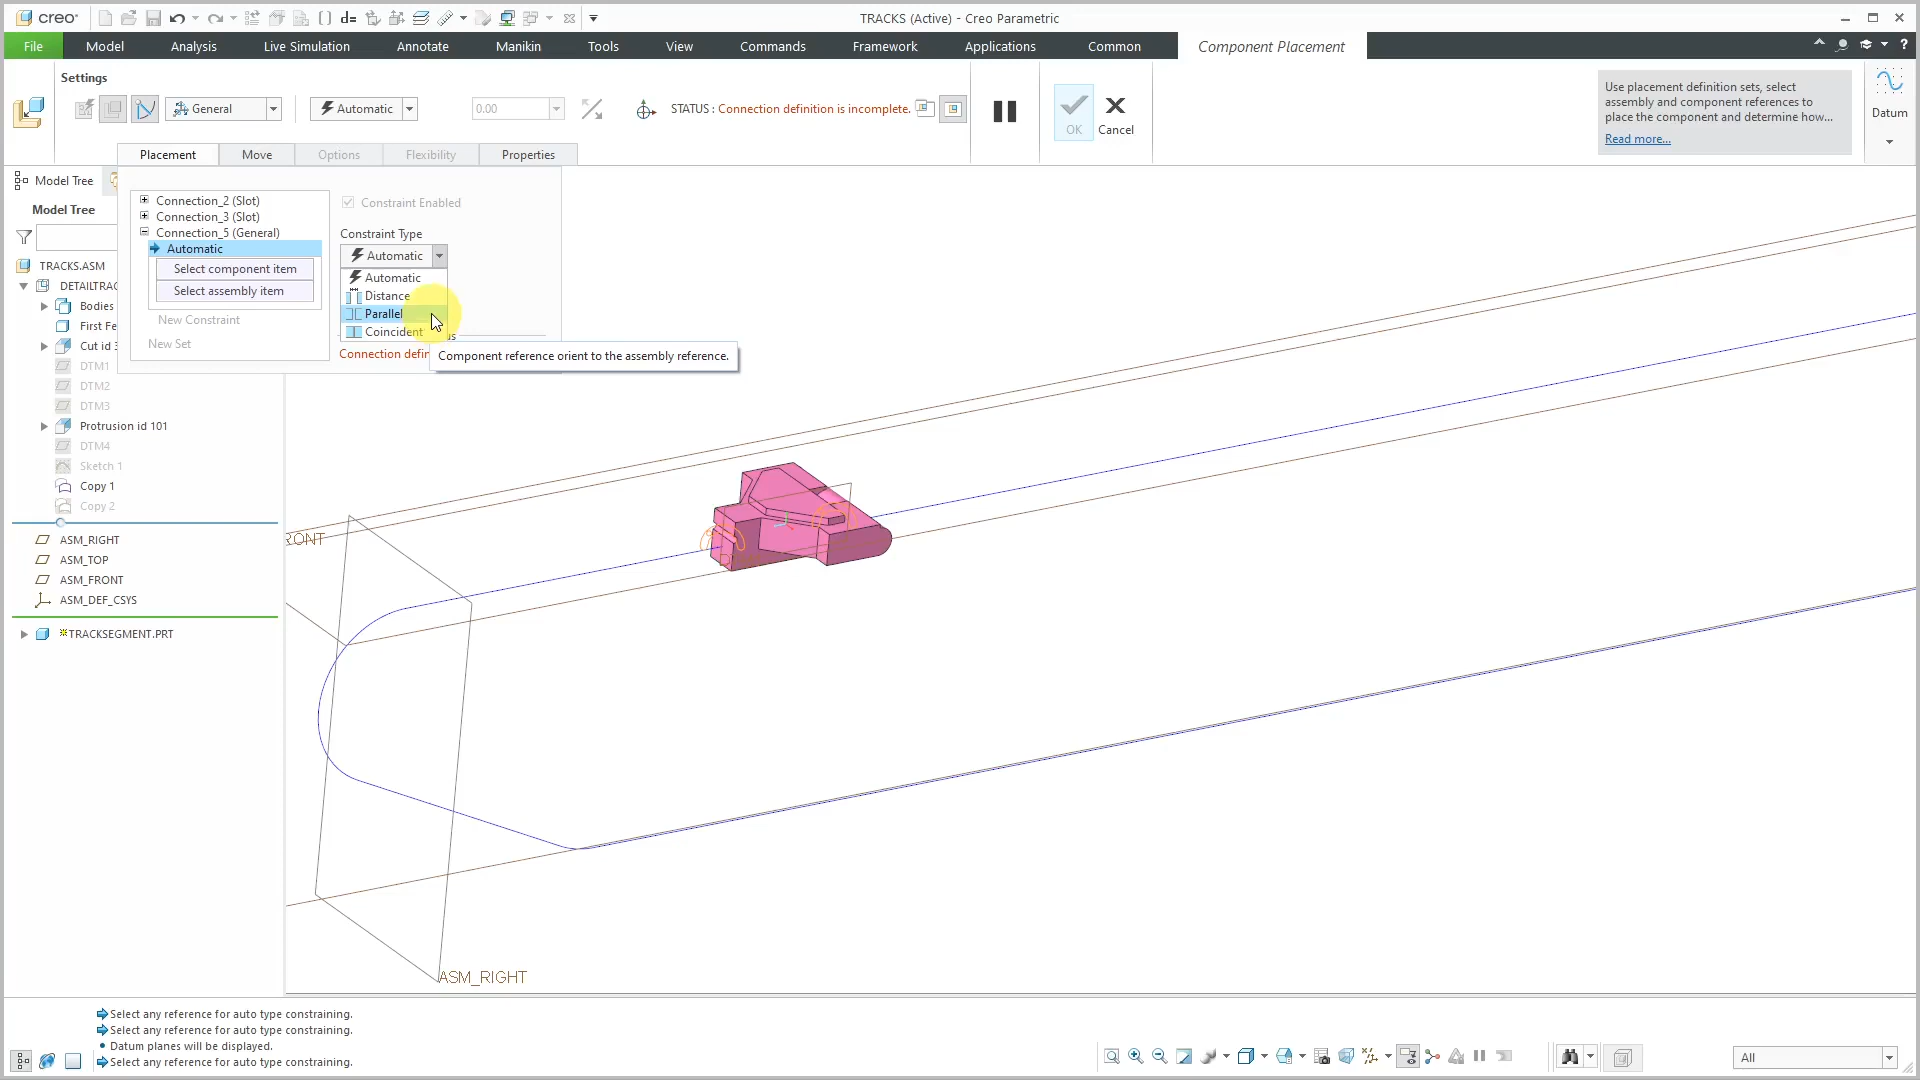 creo
TRACKS (Active) - Creo Parametric
File
Model
Analysis
Live Simulation
Annotate
Manikin
Tools
View
Commands
Framework
Applications
Common
Component Placement
Settings
General
Automatic
0.00
STATUS : Connection definition is incomplete.
OK
Cancel
Use placement definition sets, select
assembly and component references to
place the component and determine how...
Read more...
Datum
Placement
Move
Options
Flexibility
Properties
Model Tree
Model Tree
TRACKS.ASM
DETAILTRAC
Bodies
First Fe
Cut id 3
DTM1
DTM2
DTM3
Protrusion id 101
DTM4
Sketch 1
Copy 1
Copy 2
ASM_RIGHT
ASM_TOP
ASM_FRONT
ASM_DEF_CSYS
TRACKSEGMENT.PRT
Connection_2 (Slot)
Connection_3 (Slot)
Connection_5 (General)
Automatic
Select component item
Select assembly item
New Constraint
New Set
Constraint Enabled
Constraint Type
Automatic
Automatic
Distance
Parallel
Coincident
us
Connection defin
Component reference orient to the assembly reference.
RONT
ASM_RIGHT
Select any reference for auto type constraining.
Select any reference for auto type constraining.
• Datum planes will be displayed.
Select any reference for auto type constraining.
All